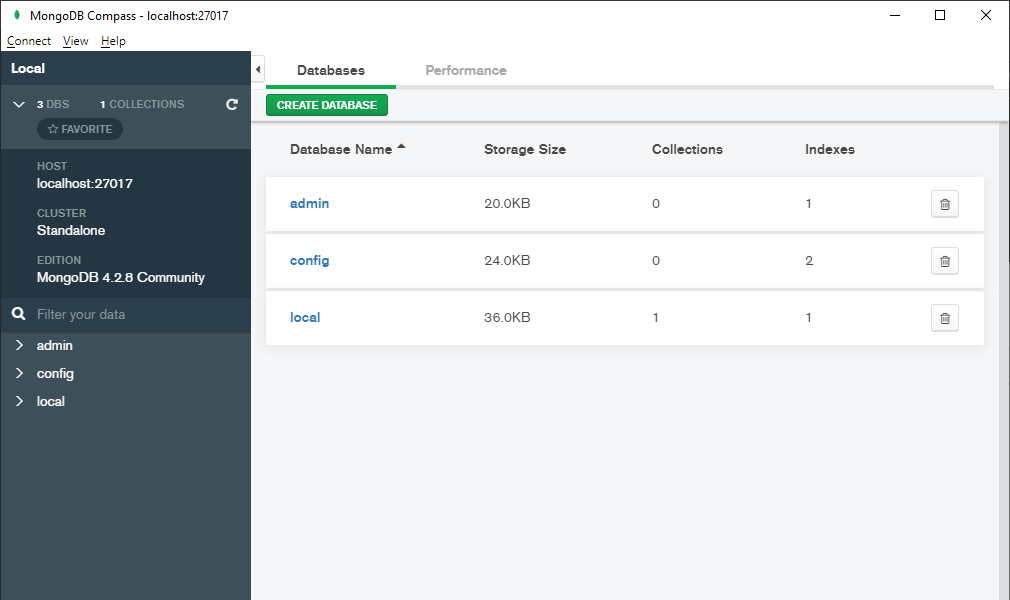 MongoDB Compass - localhost:27017
Connect View Help
Local
3 DBS 1 COLLECTIONS
FAVORITE
HOST
localhost:27017
CLUSTER
Standalone
EDITION
MongoDB 4.2.8 Community
Filter your data
admin
config
local
Databases Performance
CREATE DATABASE
Database Name Storage Size Collections Indexes
admin 20.0KB 0 1
config 24.0KB 0 2
local 36.0KB 1 1